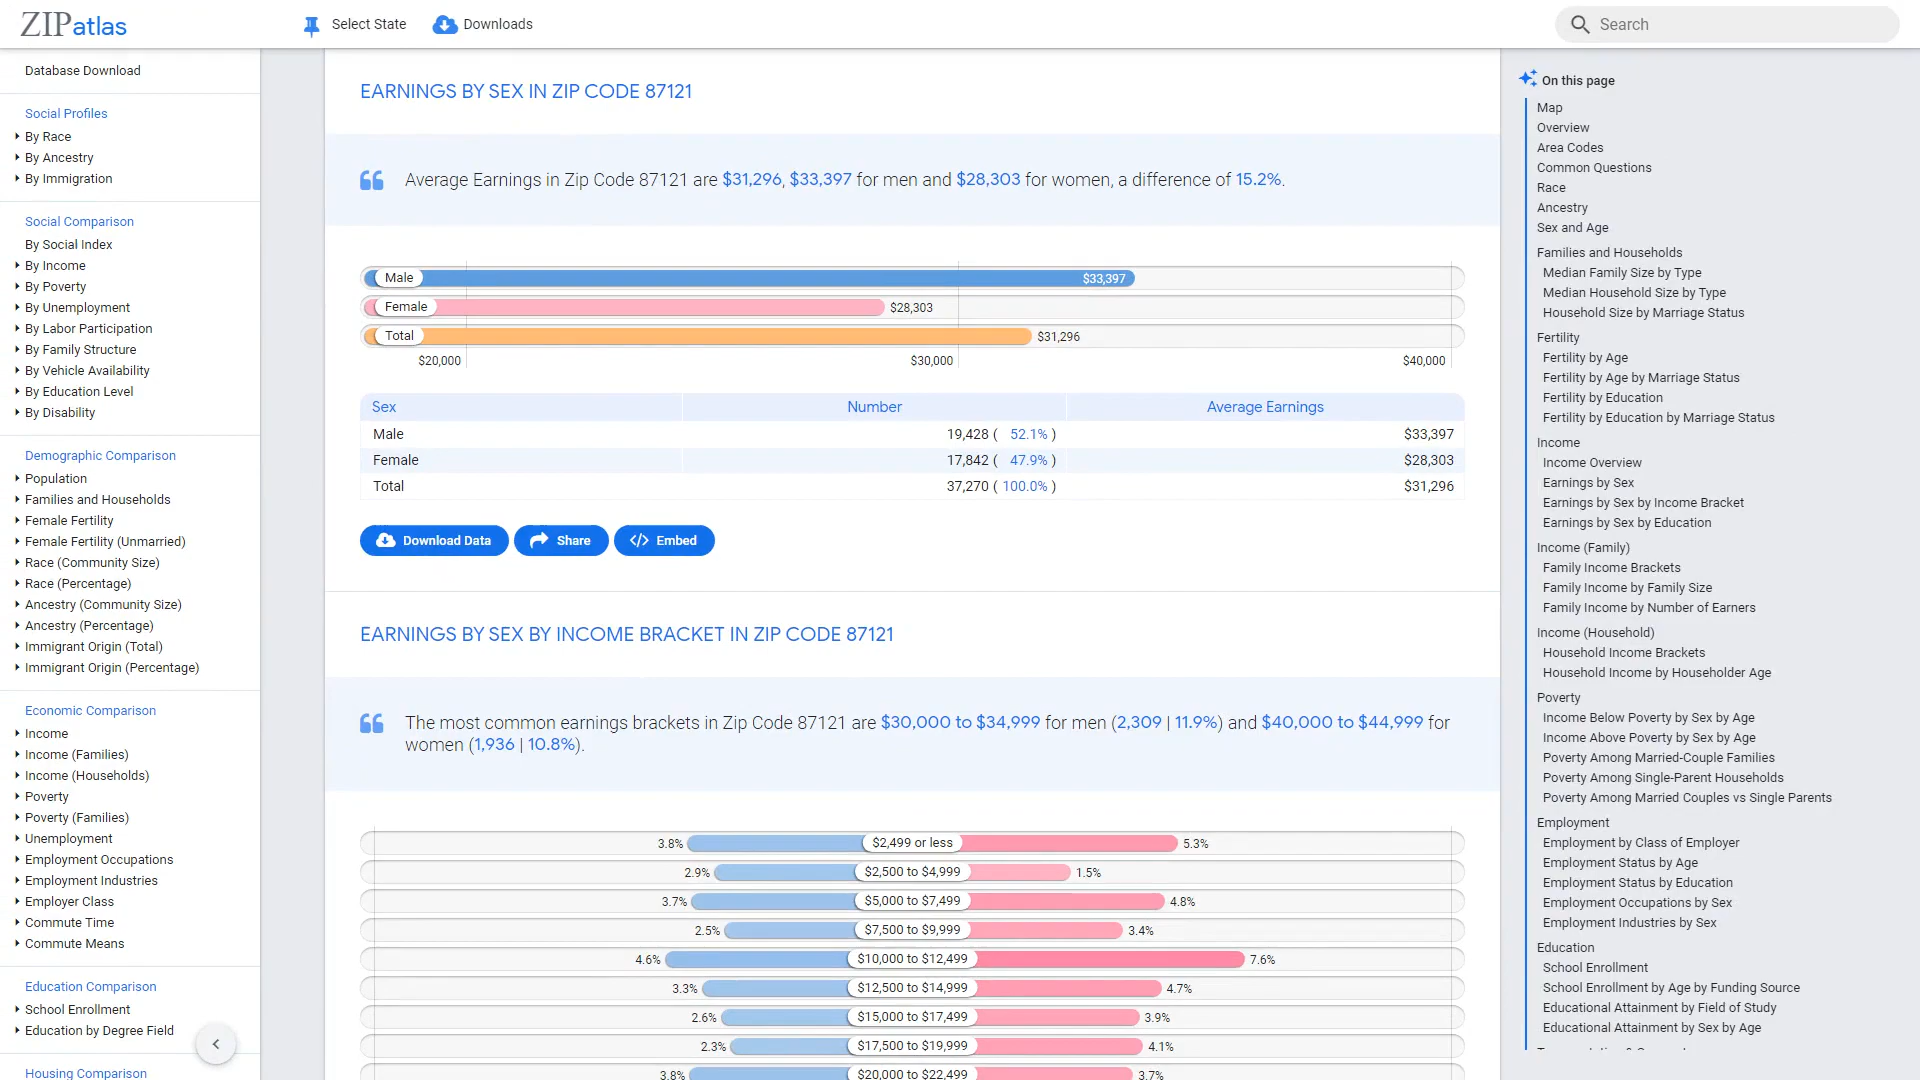 ZIPatlas
Select State
Downloads
Search
Database Download
Social Profiles
By Race
By Ancestry
By Immigration
Social Comparison
By Social Index
By Income
By Poverty
By Unemployment
By Labor Participation
By Family Structure
By Vehicle Availability
By Education Level
By Disability
Demographic Comparison
Population
Families and Households
Female Fertility
Female Fertility (Unmarried)
Race (Community Size)
Race (Percentage)
Ancestry (Community Size)
Ancestry (Percentage)
Immigrant Origin (Total)
Immigrant Origin (Percentage)
Economic Comparison
Income
Income (Families)
Income (Households)
Poverty
Poverty (Families)
Unemployment
Employment Occupations
Employment Industries
Employer Class
Commute Time
Commute Means
Education Comparison
School Enrollment
Education by Degree Field
Housing Comparison
EARNINGS BY SEX IN ZIP CODE 87121
Average Earnings in Zip Code 87121 are $31,296, $33,397 for men and $28,303 for women, a difference of 15.2%.
Male $33,397
Female $28,303
Total $31,296
$20,000 $30,000 $40,000
Sex Number Average Earnings
Male 19,428 ( 52.1% ) $33,397
Female 17,842 ( 47.9% ) $28,303
Total 37,270 ( 100.0% ) $31,296
Download Data Share Embed
EARNINGS BY SEX BY INCOME BRACKET IN ZIP CODE 87121
The most common earnings brackets in Zip Code 87121 are $30,000 to $34,999 for men (2,309 | 11.9%) and $40,000 to $44,999 for
women (1,936 | 10.8%).
3.8% $2,499 or less 5.3%
2.9% $2,500 to $4,999 1.5%
3.7% $5,000 to $7,499 4.8%
2.5% $7,500 to $9,999 3.4%
4.6% $10,000 to $12,499 7.6%
3.3% $12,500 to $14,999 4.7%
2.6% $15,000 to $17,499 3.9%
2.3% $17,500 to $19,999 4.1%
3.8% $20,000 to $22,499 3.7%
On this page
Map
Overview
Area Codes
Common Questions
Race
Ancestry
Sex and Age
Families and Households
Median Family Size by Type
Median Household Size by Type
Household Size by Marriage Status
Fertility
Fertility by Age
Fertility by Age by Marriage Status
Fertility by Education
Fertility by Education by Marriage Status
Income
Income Overview
Earnings by Sex
Earnings by Sex by Income Bracket
Earnings by Sex by Education
Income (Family)
Family Income Brackets
Family Income by Family Size
Family Income by Number of Earners
Income (Household)
Household Income Brackets
Household Income by Householder Age
Poverty
Income Below Poverty by Sex by Age
Income Above Poverty by Sex by Age
Poverty Among Married-Couple Families
Poverty Among Single-Parent Households
Poverty Among Married Couples vs Single Parents
Employment
Employment by Class of Employer
Employment Status by Age
Employment Status by Education
Employment Occupations by Sex
Employment Industries by Sex
Education
School Enrollment
School Enrollment by Age by Funding Source
Educational Attainment by Field of Study
Educational Attainment by Sex by Age